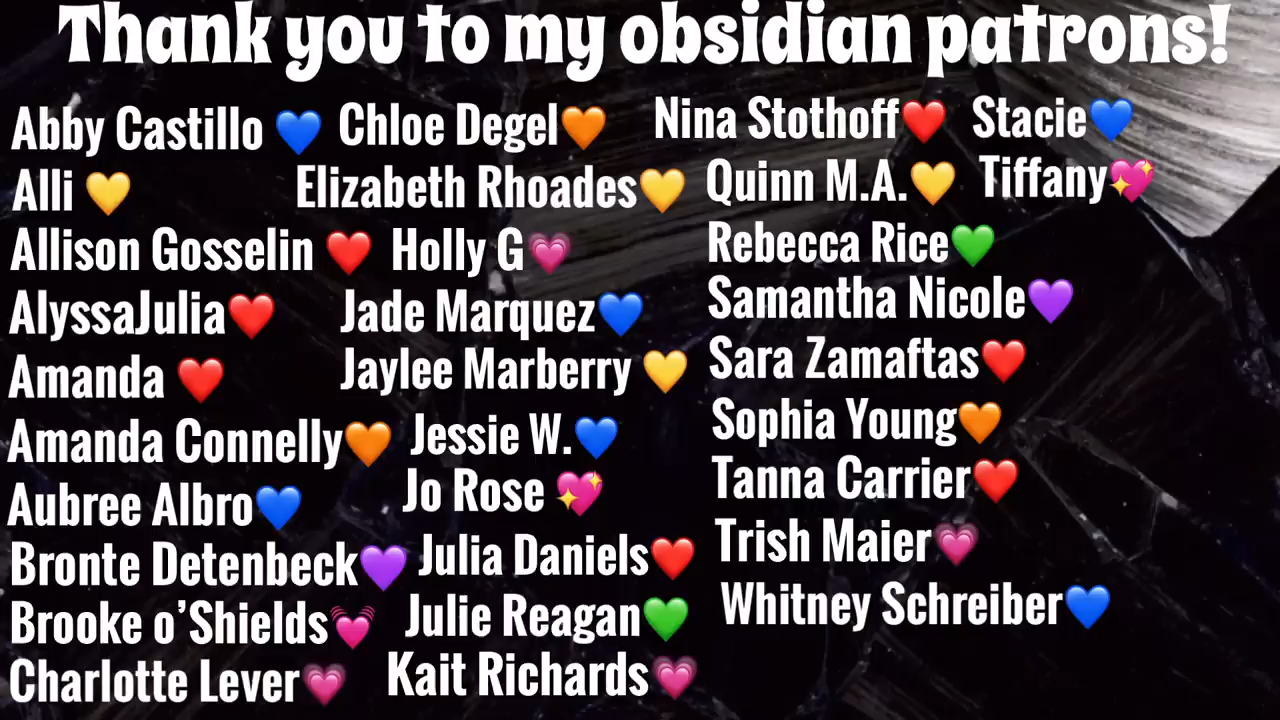 Thank you to my obsidian patrons!
Abby Castillo 💙
Alli 💛
Allison Gosselin ❤️
AlyssaJulia❤️
Amanda ❤️
Amanda Connelly🧡
Aubree Albro💙
Bronte Detenbeck💜
Brooke o’Shields💓
Charlotte Lever💗
Chloe Degel🧡
Elizabeth Rhoades💛
Holly G💗
Jade Marquez💙
Jaylee Marberry 💛
Jessie W.💙
Jo Rose 💖
Julia Daniels❤️
Julie Reagan💚
Kait Richards💗
Nina Stothoff❤️
Quinn M.A.💛
Rebecca Rice💚
Samantha Nicole💜
Sara Zamaftas❤️
Sophia Young🧡
Tanna Carrier❤️
Trish Maier💗
Whitney Schreiber💙
Stacie💙
Tiffany💖